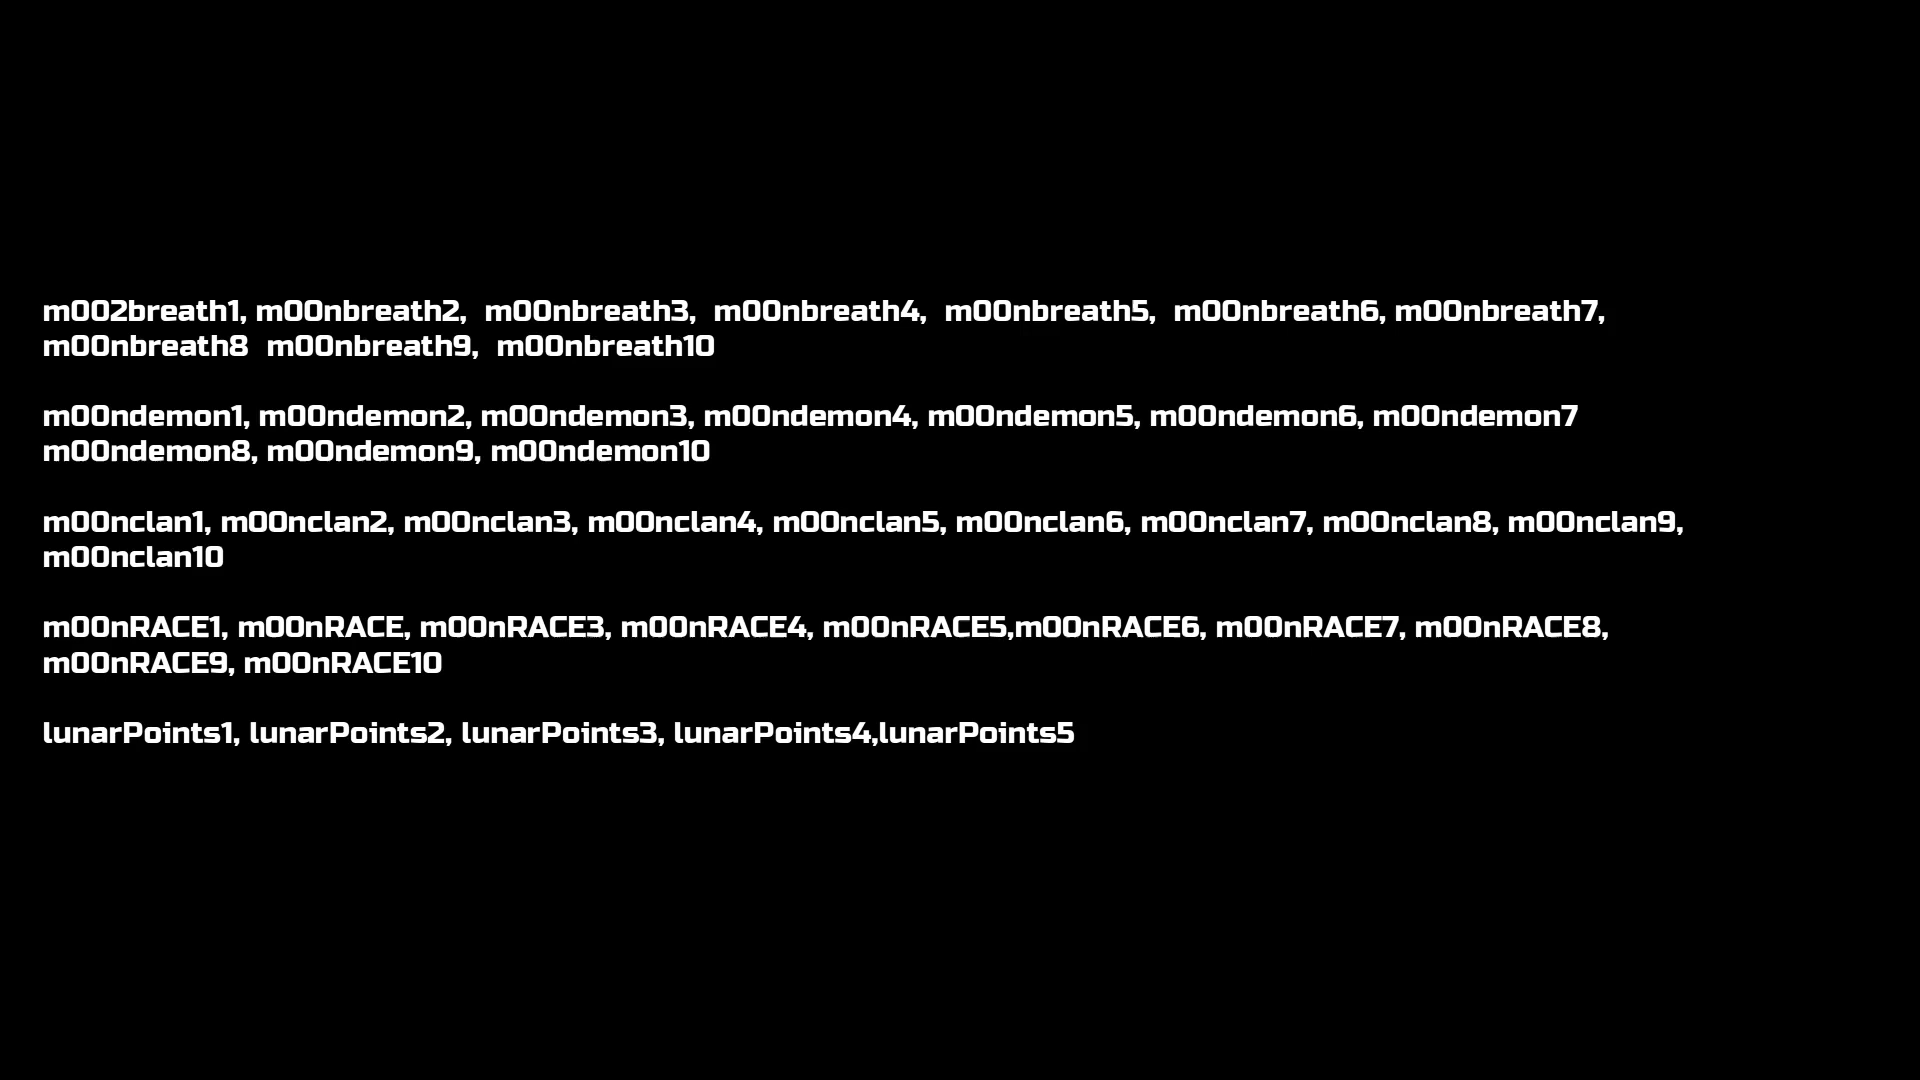 m002breath1, m00nbreath2,  m00nbreath3,  m00nbreath4,  m00nbreath5,  m00nbreath6, m00nbreath7,
m00nbreath8  m00nbreath9,  m00nbreath10
m00ndemon1, m00ndemon2, m00ndemon3, m00ndemon4, m00ndemon5, m00ndemon6, m00ndemon7
m00ndemon8, m00ndemon9, m00ndemon10
m00nclan1, m00nclan2, m00nclan3, m00nclan4, m00nclan5, m00nclan6, m00nclan7, m00nclan8, m00nclan9,
m00nclan10
m00nRACE1, m00nRACE, m00nRACE3, m00nRACE4, m00nRACE5,m00nRACE6, m00nRACE7, m00nRACE8,
m00nRACE9, m00nRACE10
lunarPoints1, lunarPoints2, lunarPoints3, lunarPoints4,lunarPoints5